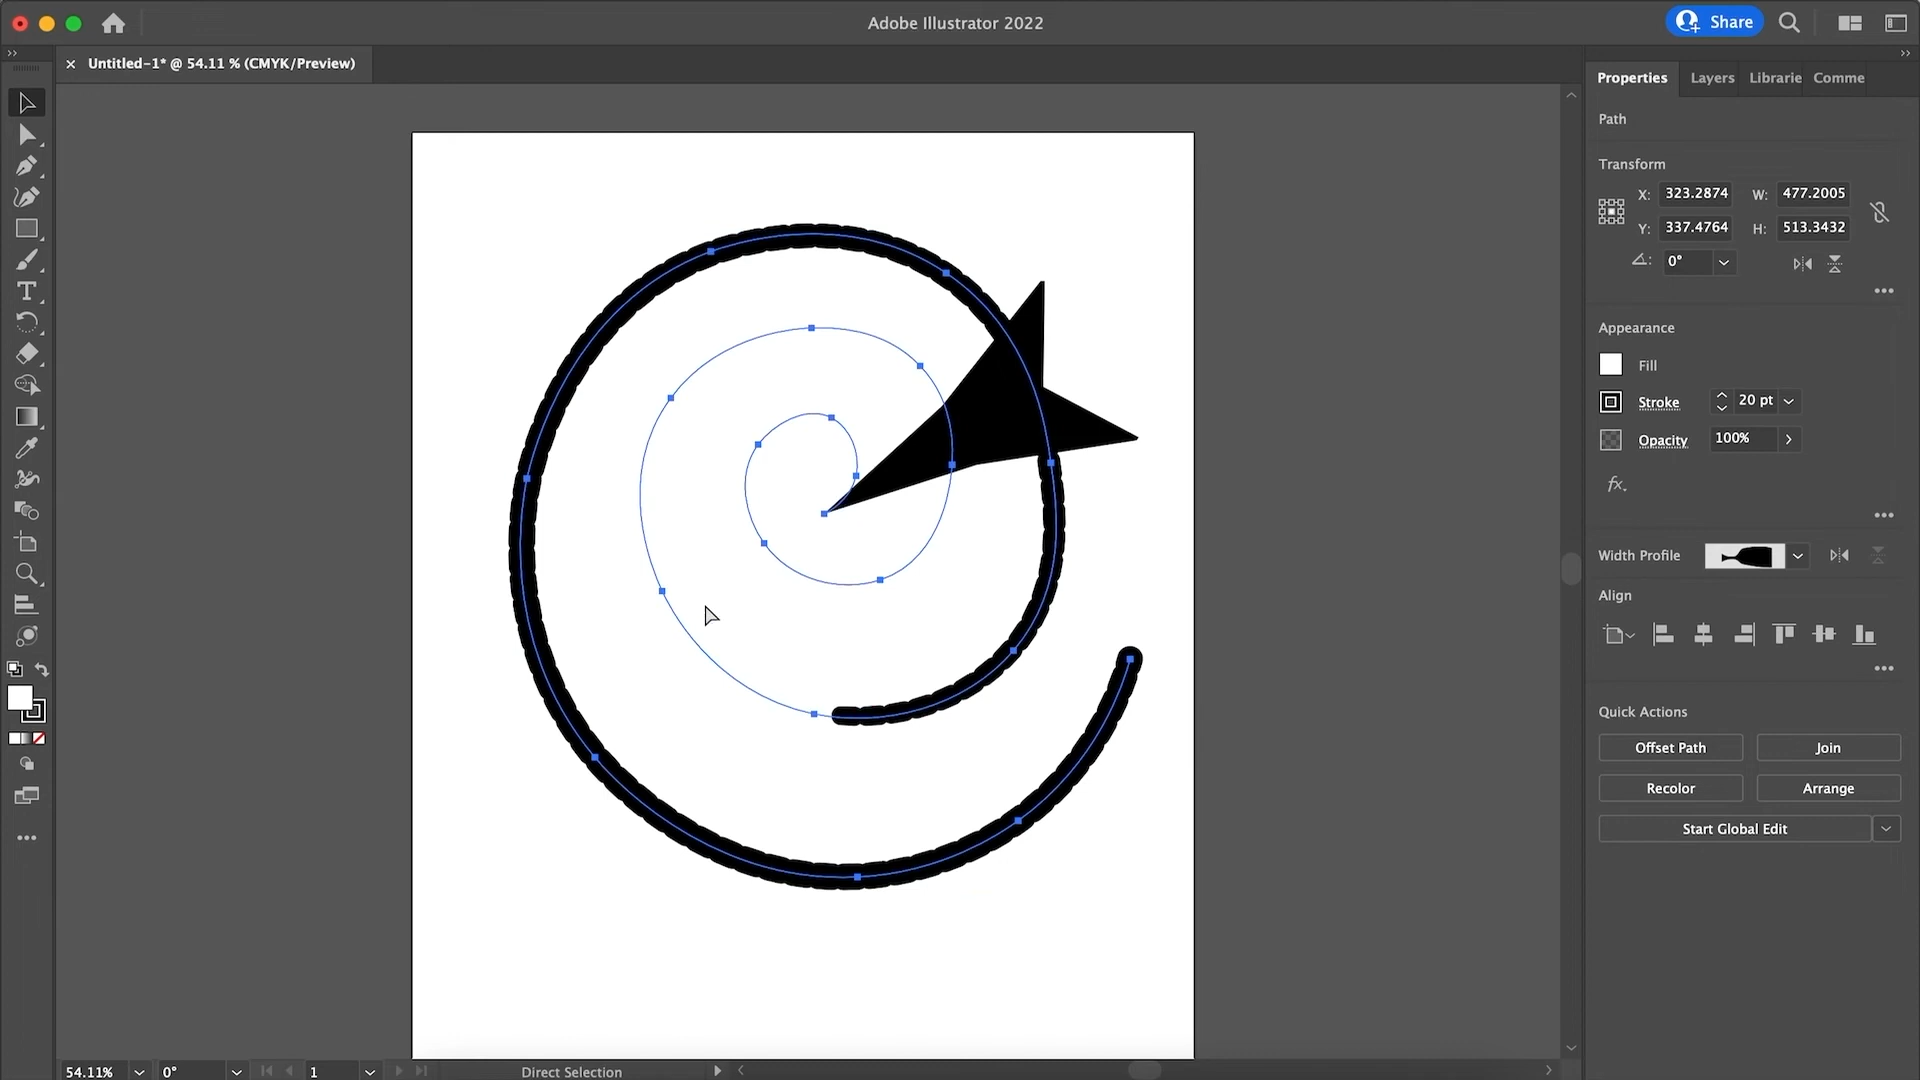 Adobe Illustrator 2022
Share
Untitled-1* @ 54.11 % (CMYK/Preview)
Properties
Layers
Librarie
Comme
Path
Transform
X: 323.2874
W: 477.2005
Y: 337.4764
H: 513.3432
0°
Appearance
Fill
Stroke
20 pt
Opacity
100%
fx
Width Profile
Align
Quick Actions
Offset Path
Join
Recolor
Arrange
Start Global Edit
54.11%
0°
1
Direct Selection